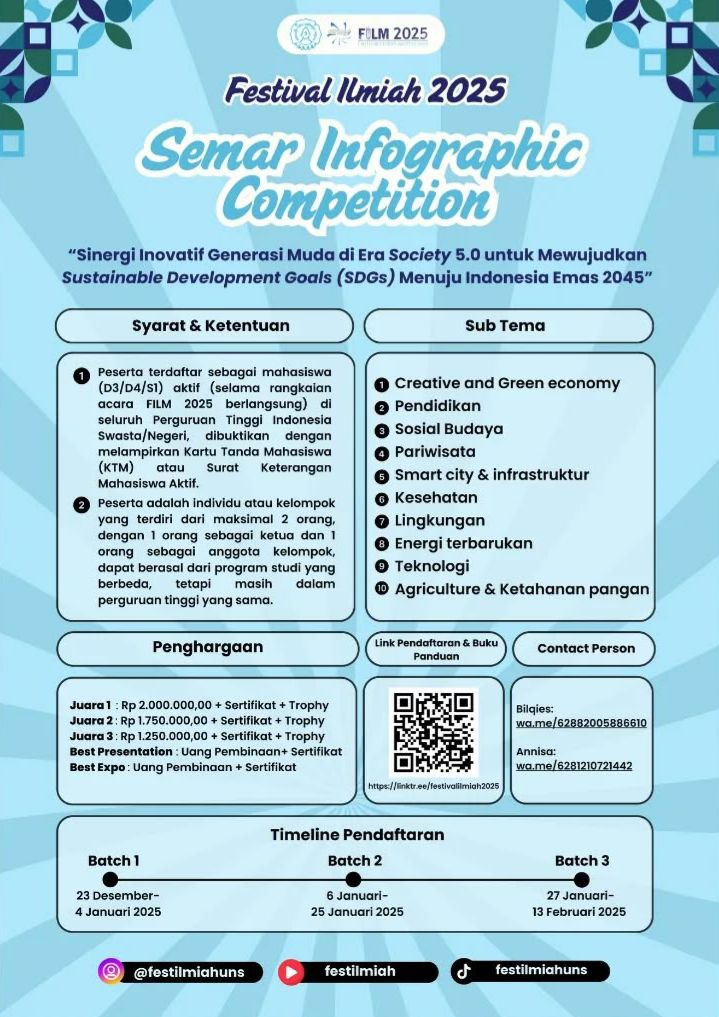 FILM 2025
Festival Ilmiah 2025
Semar Infographic
Competition
“Sinergi Inovatif Generasi Muda di Era Society 5.0 untuk Mewujudkan
Sustainable Development Goals (SDGs) Menuju Indonesia Emas 2045”
Syarat & Ketentuan
1 Peserta terdaftar sebagai mahasiswa
(D3/D4/S1) aktif (selama rangkaian
acara FILM 2025 berlangsung) di
seluruh Perguruan Tinggi Indonesia
Swasta/Negeri, dibuktikan dengan
melampirkan Kartu Tanda Mahasiswa
(KTM) atau Surat Keterangan
Mahasiswa Aktif.
2 Peserta adalah individu atau kelompok
yang terdiri dari maksimal 2 orang,
dengan 1 orang sebagai ketua dan 1
orang sebagai anggota kelompok,
dapat berasal dari program studi yang
berbeda, tetapi masih dalam
perguruan tinggi yang sama.
Sub Tema
1 Creative and Green economy
2 Pendidikan
3 Sosial Budaya
4 Pariwisata
5 Smart city & infrastruktur
6 Kesehatan
7 Lingkungan
8 Energi terbarukan
9 Teknologi
10 Agriculture & Ketahanan pangan
Penghargaan
Juara 1 : Rp 2.000.000,00 + Sertifikat + Trophy
Juara 2 : Rp 1.750.000,00 + Sertifikat + Trophy
Juara 3 : Rp 1.250.000,00 + Sertifikat + Trophy
Best Presentation : Uang Pembinaan+ Sertifikat
Best Expo : Uang Pembinaan + Sertifikat
Link Pendaftaran & Buku
Panduan
https://linktr.ee/festivalilmiah2025
Contact Person
Bilqies:
wa.me/62882005886610
Annisa:
wa.me/6281210721442
Timeline Pendaftaran
Batch 1
23 Desember-
4 Januari 2025
Batch 2
6 Januari-
25 Januari 2025
Batch 3
27 Januari-
13 Februari 2025
@festilmiahuns
festilmiah
festilmiahuns